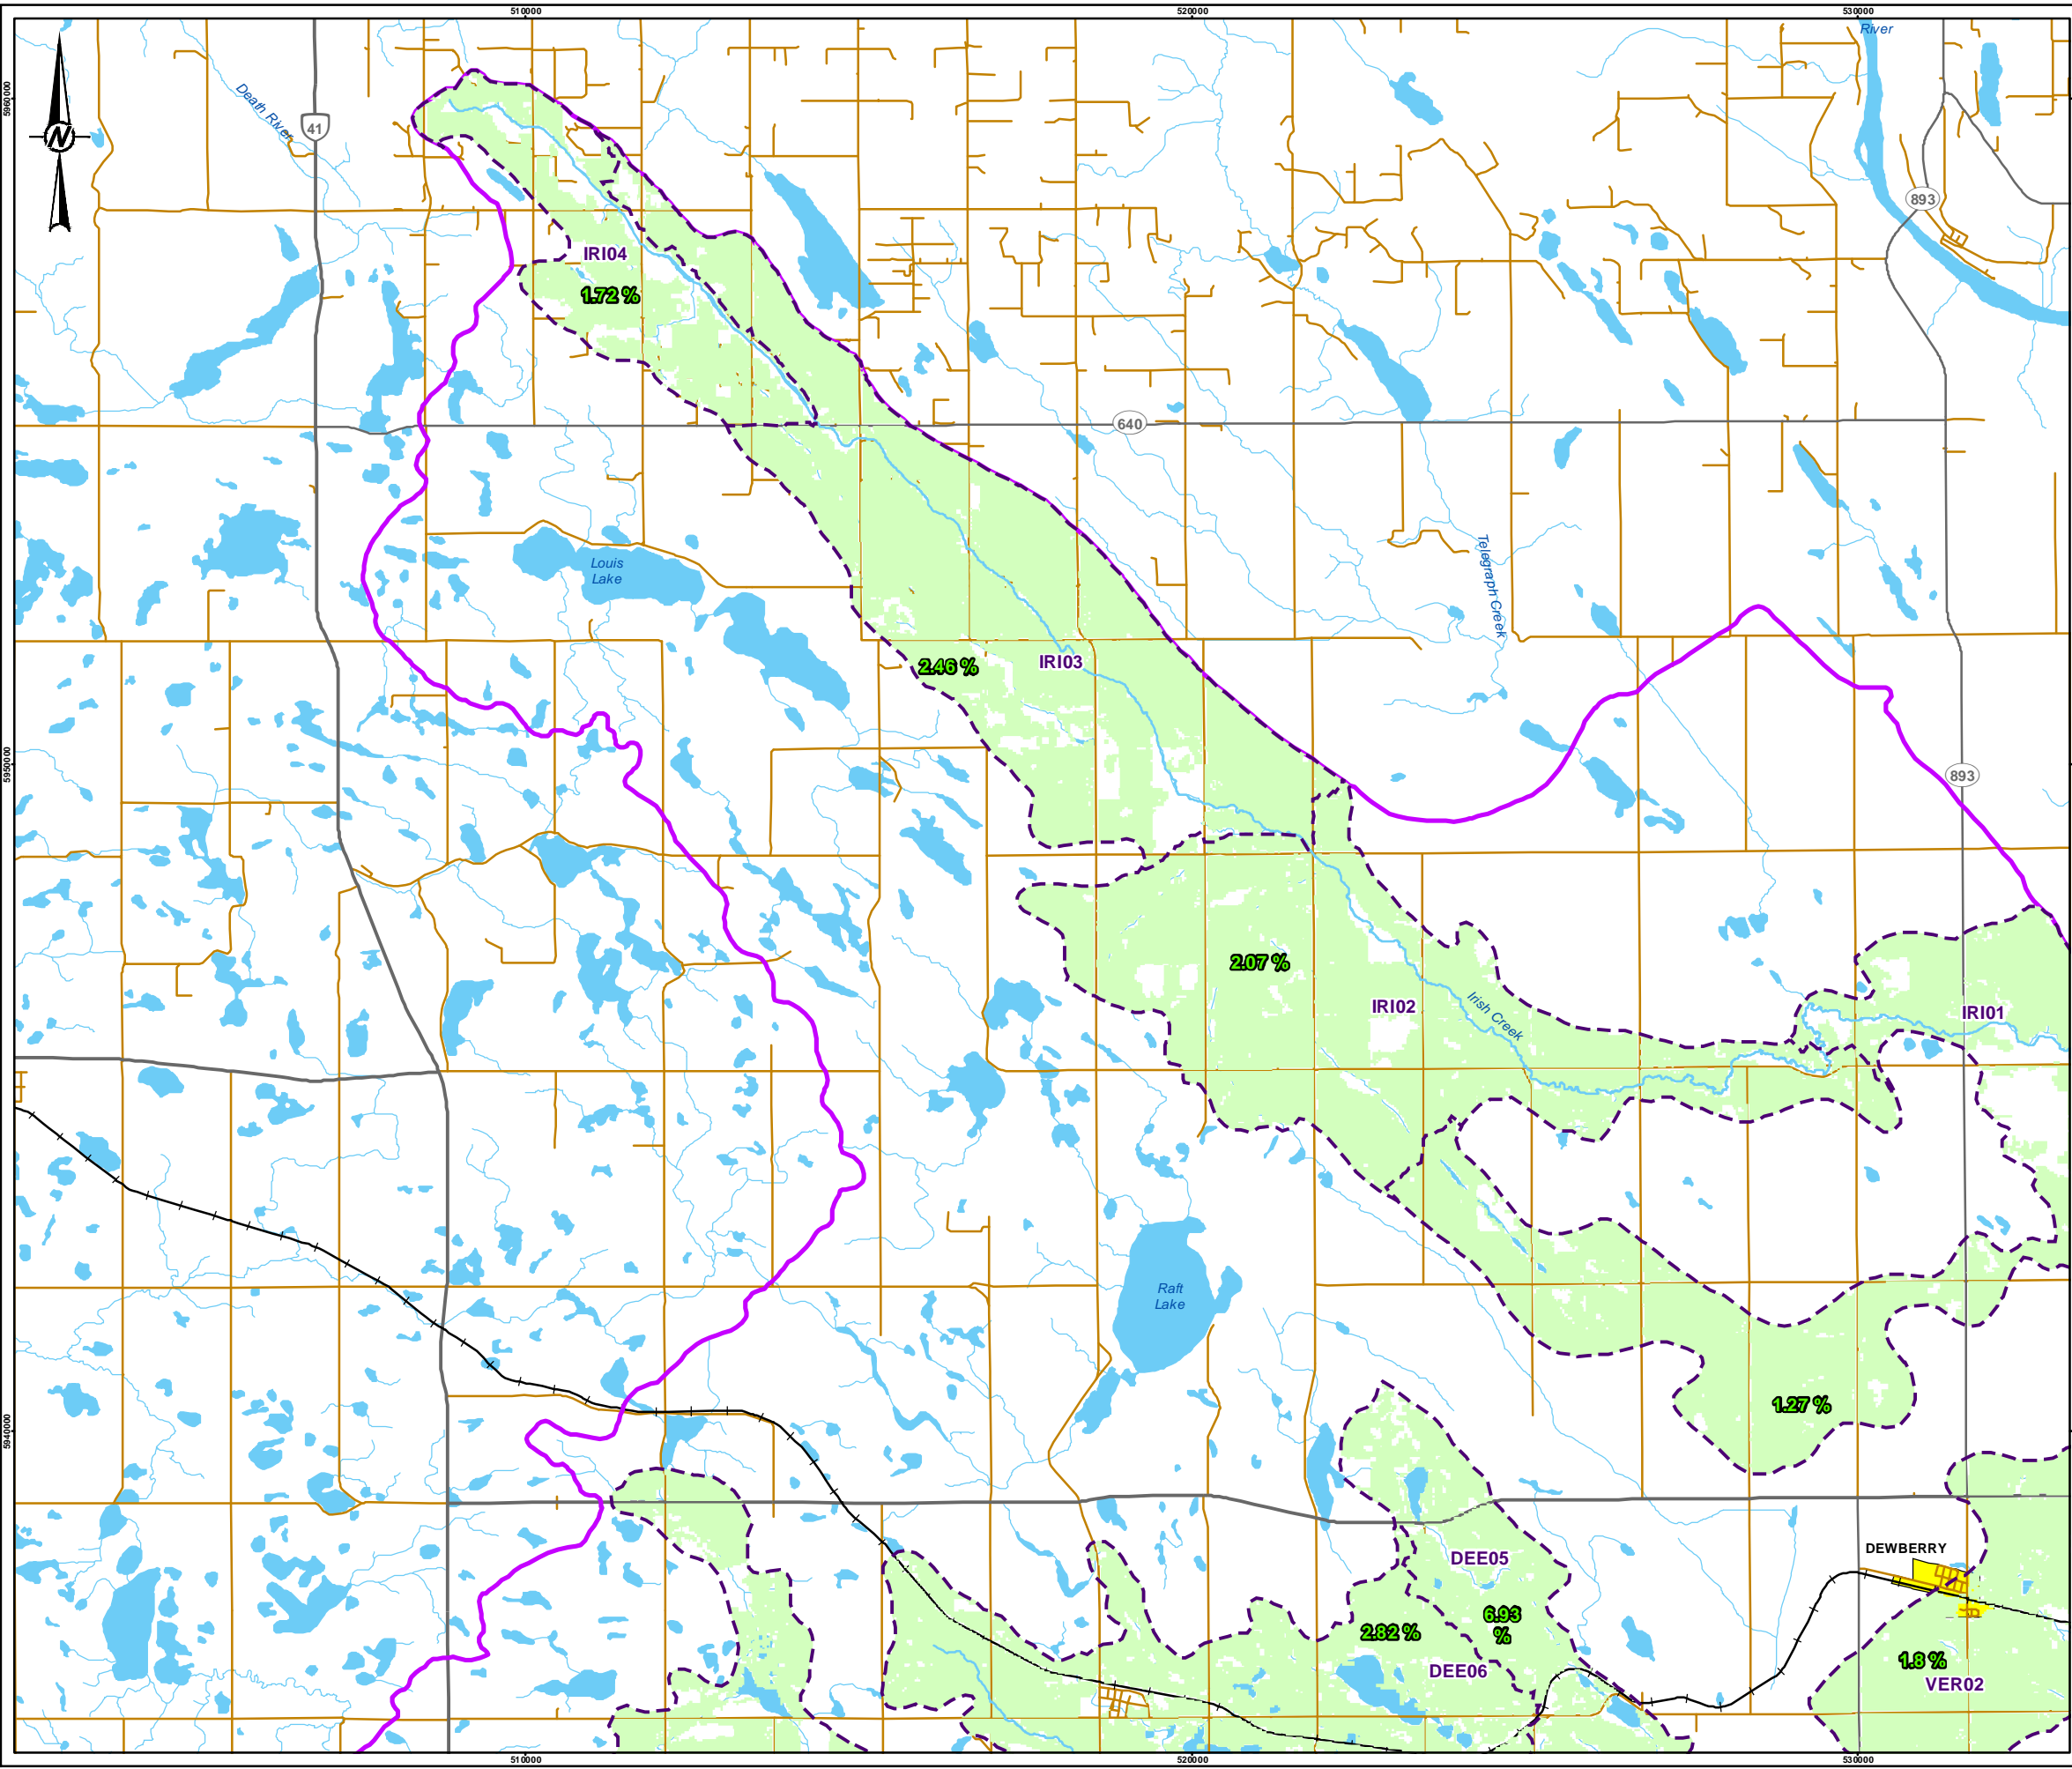 510000
520000
530000
River
5960000
Death River
41
N
893
IRI04
1.72 %
640
Louis
Lake
Telegraph Creek
2.46 %
IRI03
5950000
893
2.07 %
IRI02
Irish Creek
IRI01
Raft
Lake
1.27 %
5940000
DEWBERRY
DEE05
6.93
%
2.82 %
DEE06
1.8 %
VER02
510000
520000
530000